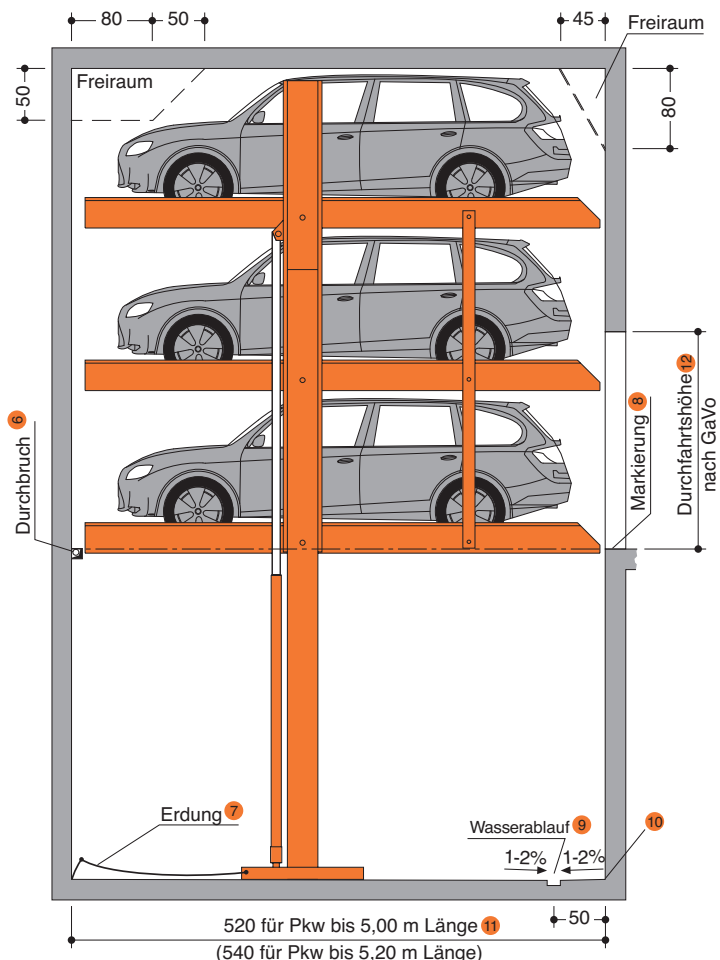 80
50
45
Freiraum
Freiraum
50
80
Durchbruch 6
Markierung 8
Durchfahrtshöhe 12
nach GaVo
Erdung 7
Wasserablauf 9
10
1-2%
1-2%
50
520 für Pkw bis 5,00 m Länge 11
(540 für Pkw bis 5,20 m Länge)